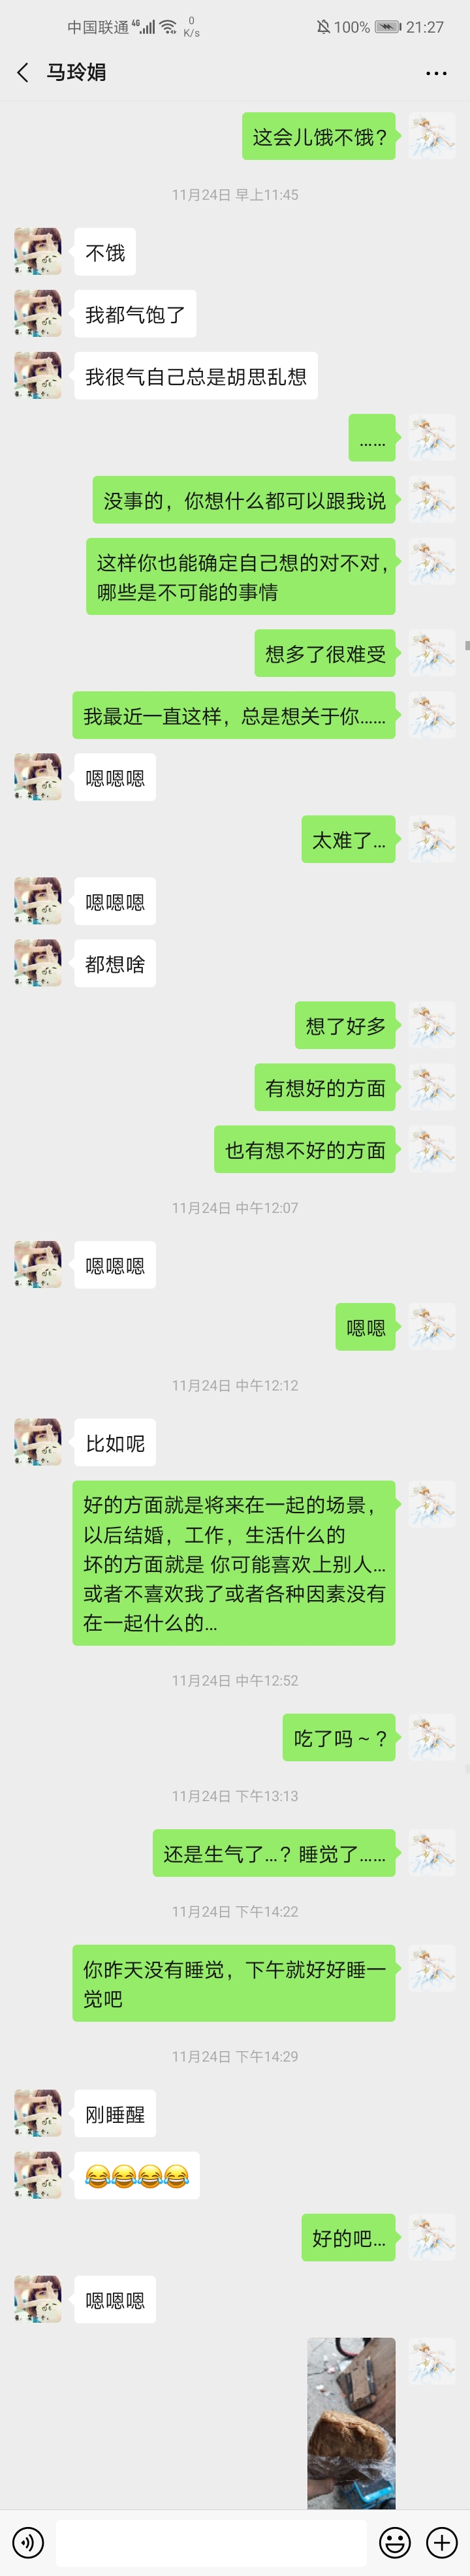 中国联通 4G 0 K/s 100% 21:27
马玲娟
这会儿饿不饿?
11月24日 早上11:45
不饿
我都气饱了
我很气自己总是胡思乱想
......
没事的，你想什么都可以跟我说
这样你也能确定自己想的对不对，
哪些是不可能的事情
想多了很难受
我最近一直这样，总是想关于你......
嗯嗯嗯
太难了...
嗯嗯嗯
都想啥
想了好多
有想好的方面
也有想不好的方面
11月24日 中午12:07
嗯嗯嗯
嗯嗯
11月24日 中午12:12
比如呢
好的方面就是将来在一起的场景，
以后结婚，工作，生活什么的
坏的方面就是 你可能喜欢上别人...
或者不喜欢我了或者各种因素没有
在一起什么的...
11月24日 中午12:52
吃了吗～?
11月24日 下午13:13
还是生气了...? 睡觉了......
11月24日 下午14:22
你昨天没有睡觉，下午就好好睡一
觉吧
11月24日 下午14:29
刚睡醒
😂😂😂😂
好的吧...
嗯嗯嗯